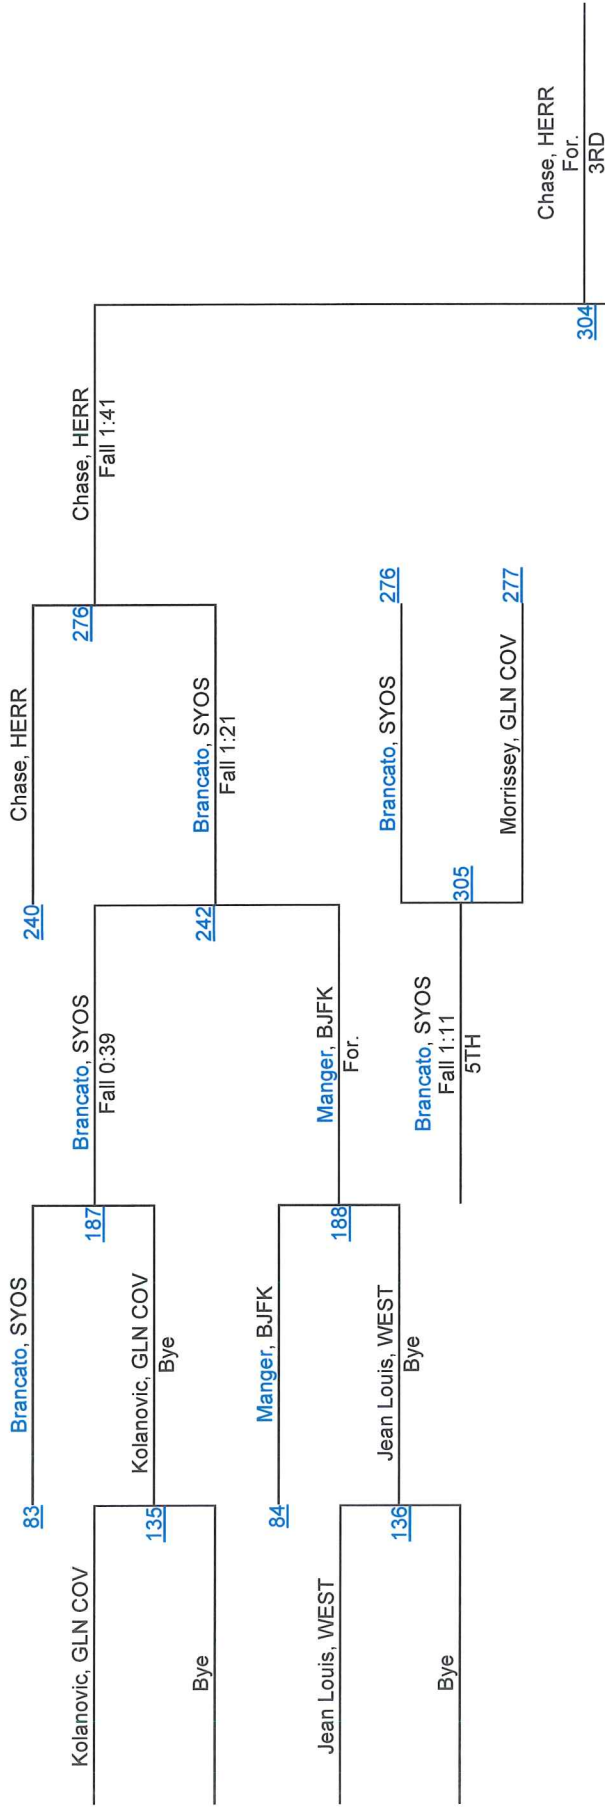 Kolanovic, GLN COV
Bye
Jean Louis, WEST
Bye
83
Brancato, SYOS
135
Kolanovic, GLN COV
Bye
84
Manger, BJFK
136
Jean Louis, WEST
Bye
187
Brancato, SYOS
Fall 0:39
188
Manger, BJFK
For.
Brancato, SYOS
Fall 1:11
5TH
240
Chase, HERR
242
Brancato, SYOS
Fall 1:21
305
Brancato, SYOS
276
Morrissey, GLN COV
277
276
Chase, HERR
Fall 1:41
304
Chase, HERR
For.
3RD